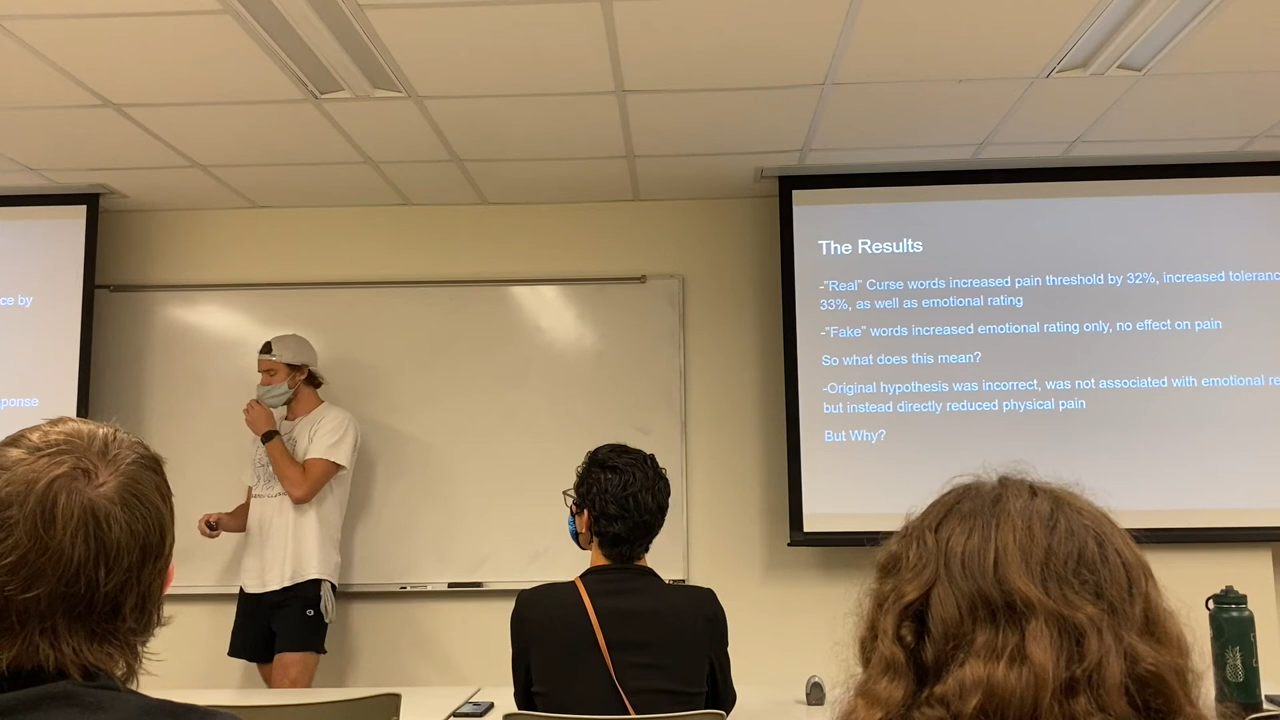 ce by
ponse
The Results
-"Real" Curse words increased pain threshold by 32%, increased
33%, as well as emotional rating
-"Fake" words increased emotional rating only, no effect on pain
So what does this mean?
-Original hypothesis was incorrect, was not associated with emotional
but instead directly reduced physical pain
But Why?